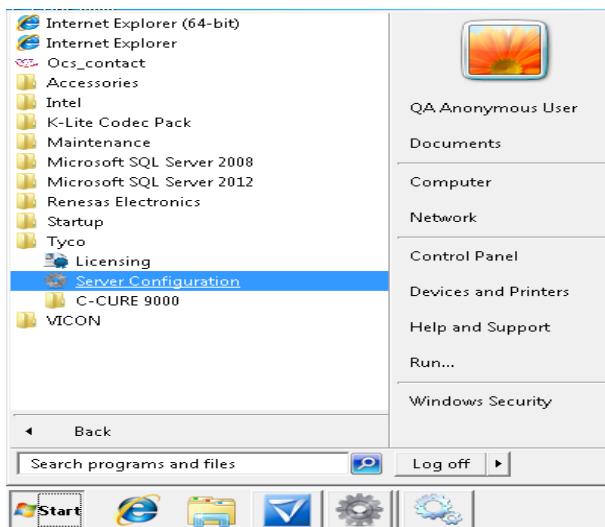 Internet Explorer (64-bit)
Internet Explorer
Ocs_contact
Accessories
Intel
K-Lite Codec Pack
Maintenance
Microsoft SQL Server 2008
Microsoft SQL Server 2012
Renesas Electronics
Startup
Tyco
Licensing
Server Configuration
C-CURE 9000
VICON
Back
Search programs and files
QA Anonymous User
Documents
Computer
Network
Control Panel
Devices and Printers
Help and Support
Run...
Windows Security
Log off
Start